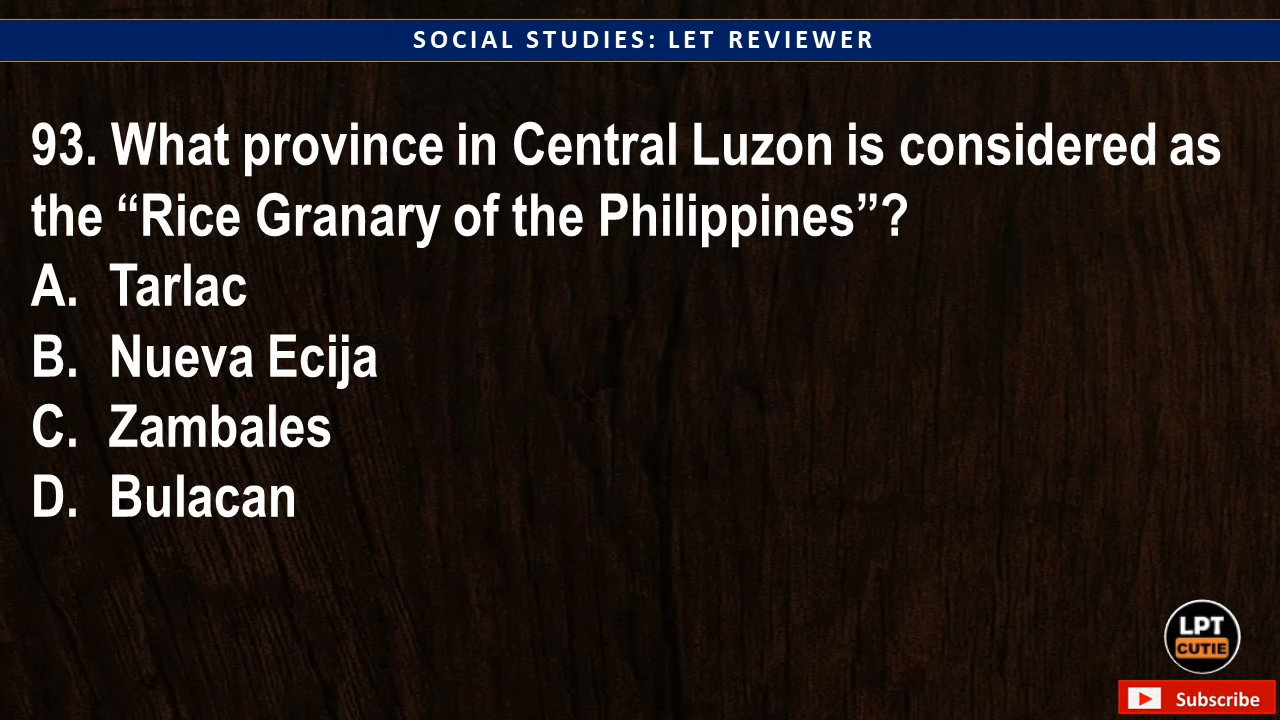 SOCIAL STUDIES: LET REVIEWER
93. What province in Central Luzon is considered as
the “Rice Granary of the Philippines”?
A. Tarlac
B. Nueva Ecija
C. Zambales
D. Bulacan
LPT
CUTIE
Subscribe